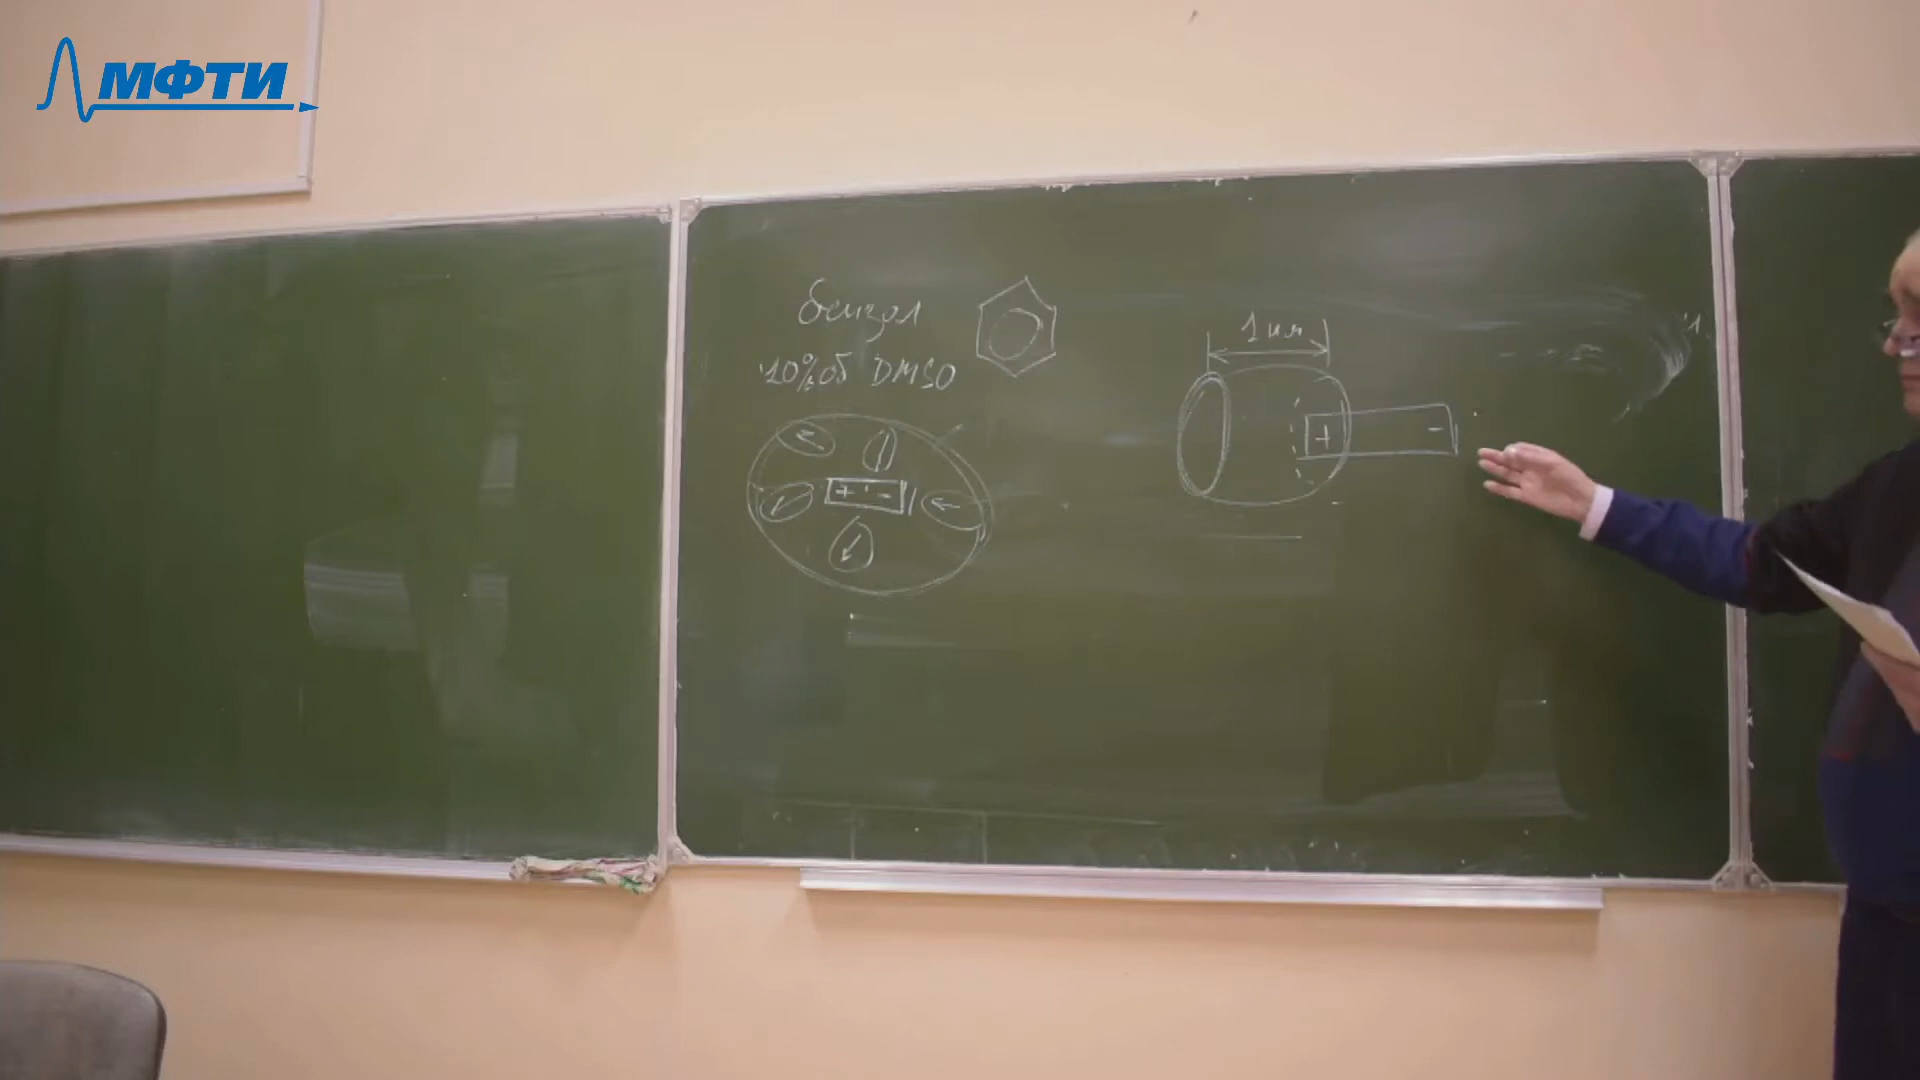 МФТИ
бензол
10% об DMSO
+ -
1 нм
+ -